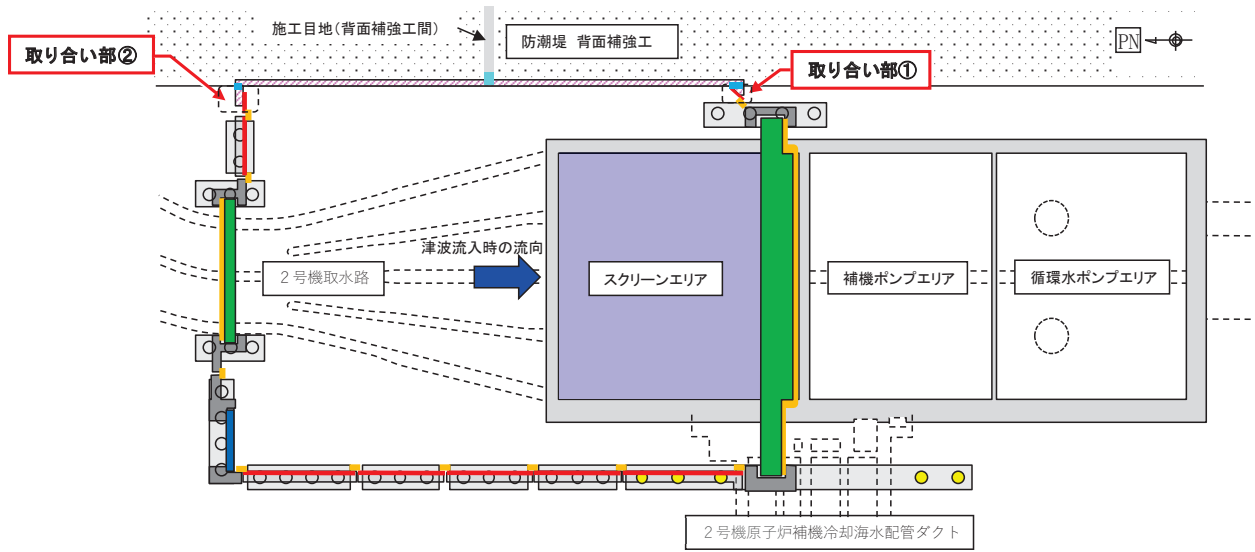 施工目地(背面補強工間)
防潮堤 背面補強工
PN
取り合い部②
取り合い部①
津波流入時の流向
2号機取水路
スクリーンエリア
補機ポンプエリア
循環水ポンプエリア
2号機原子炉補機冷却海水配管ダクト